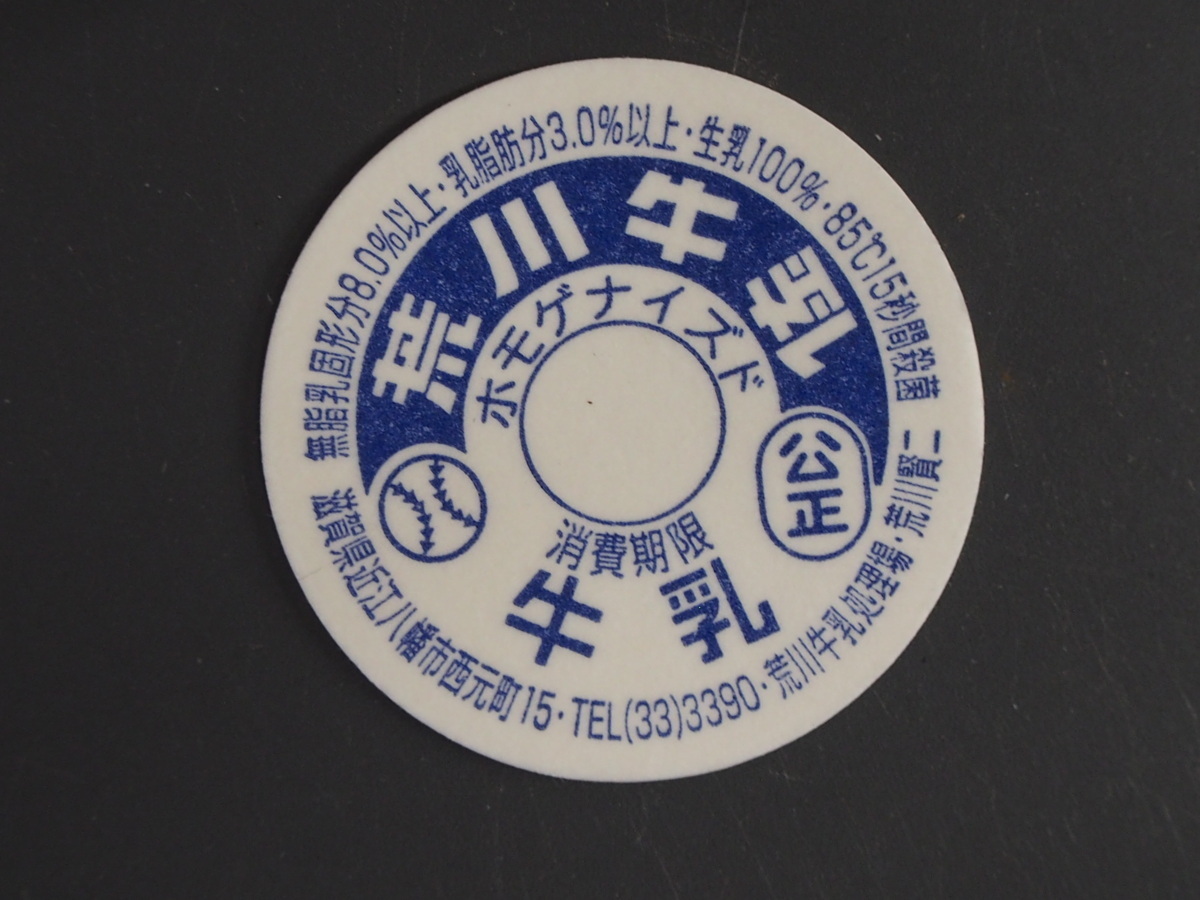 無脂乳固形分8.0%以上・乳脂肪分3.0%以上・生乳100%・85℃15秒間殺菌
荒川牛乳
ホモゲナイズド
公正
消費期限
牛乳
滋賀県近江八幡市西元町15・TEL(33)3390・荒川牛乳処理場・荒川賢二